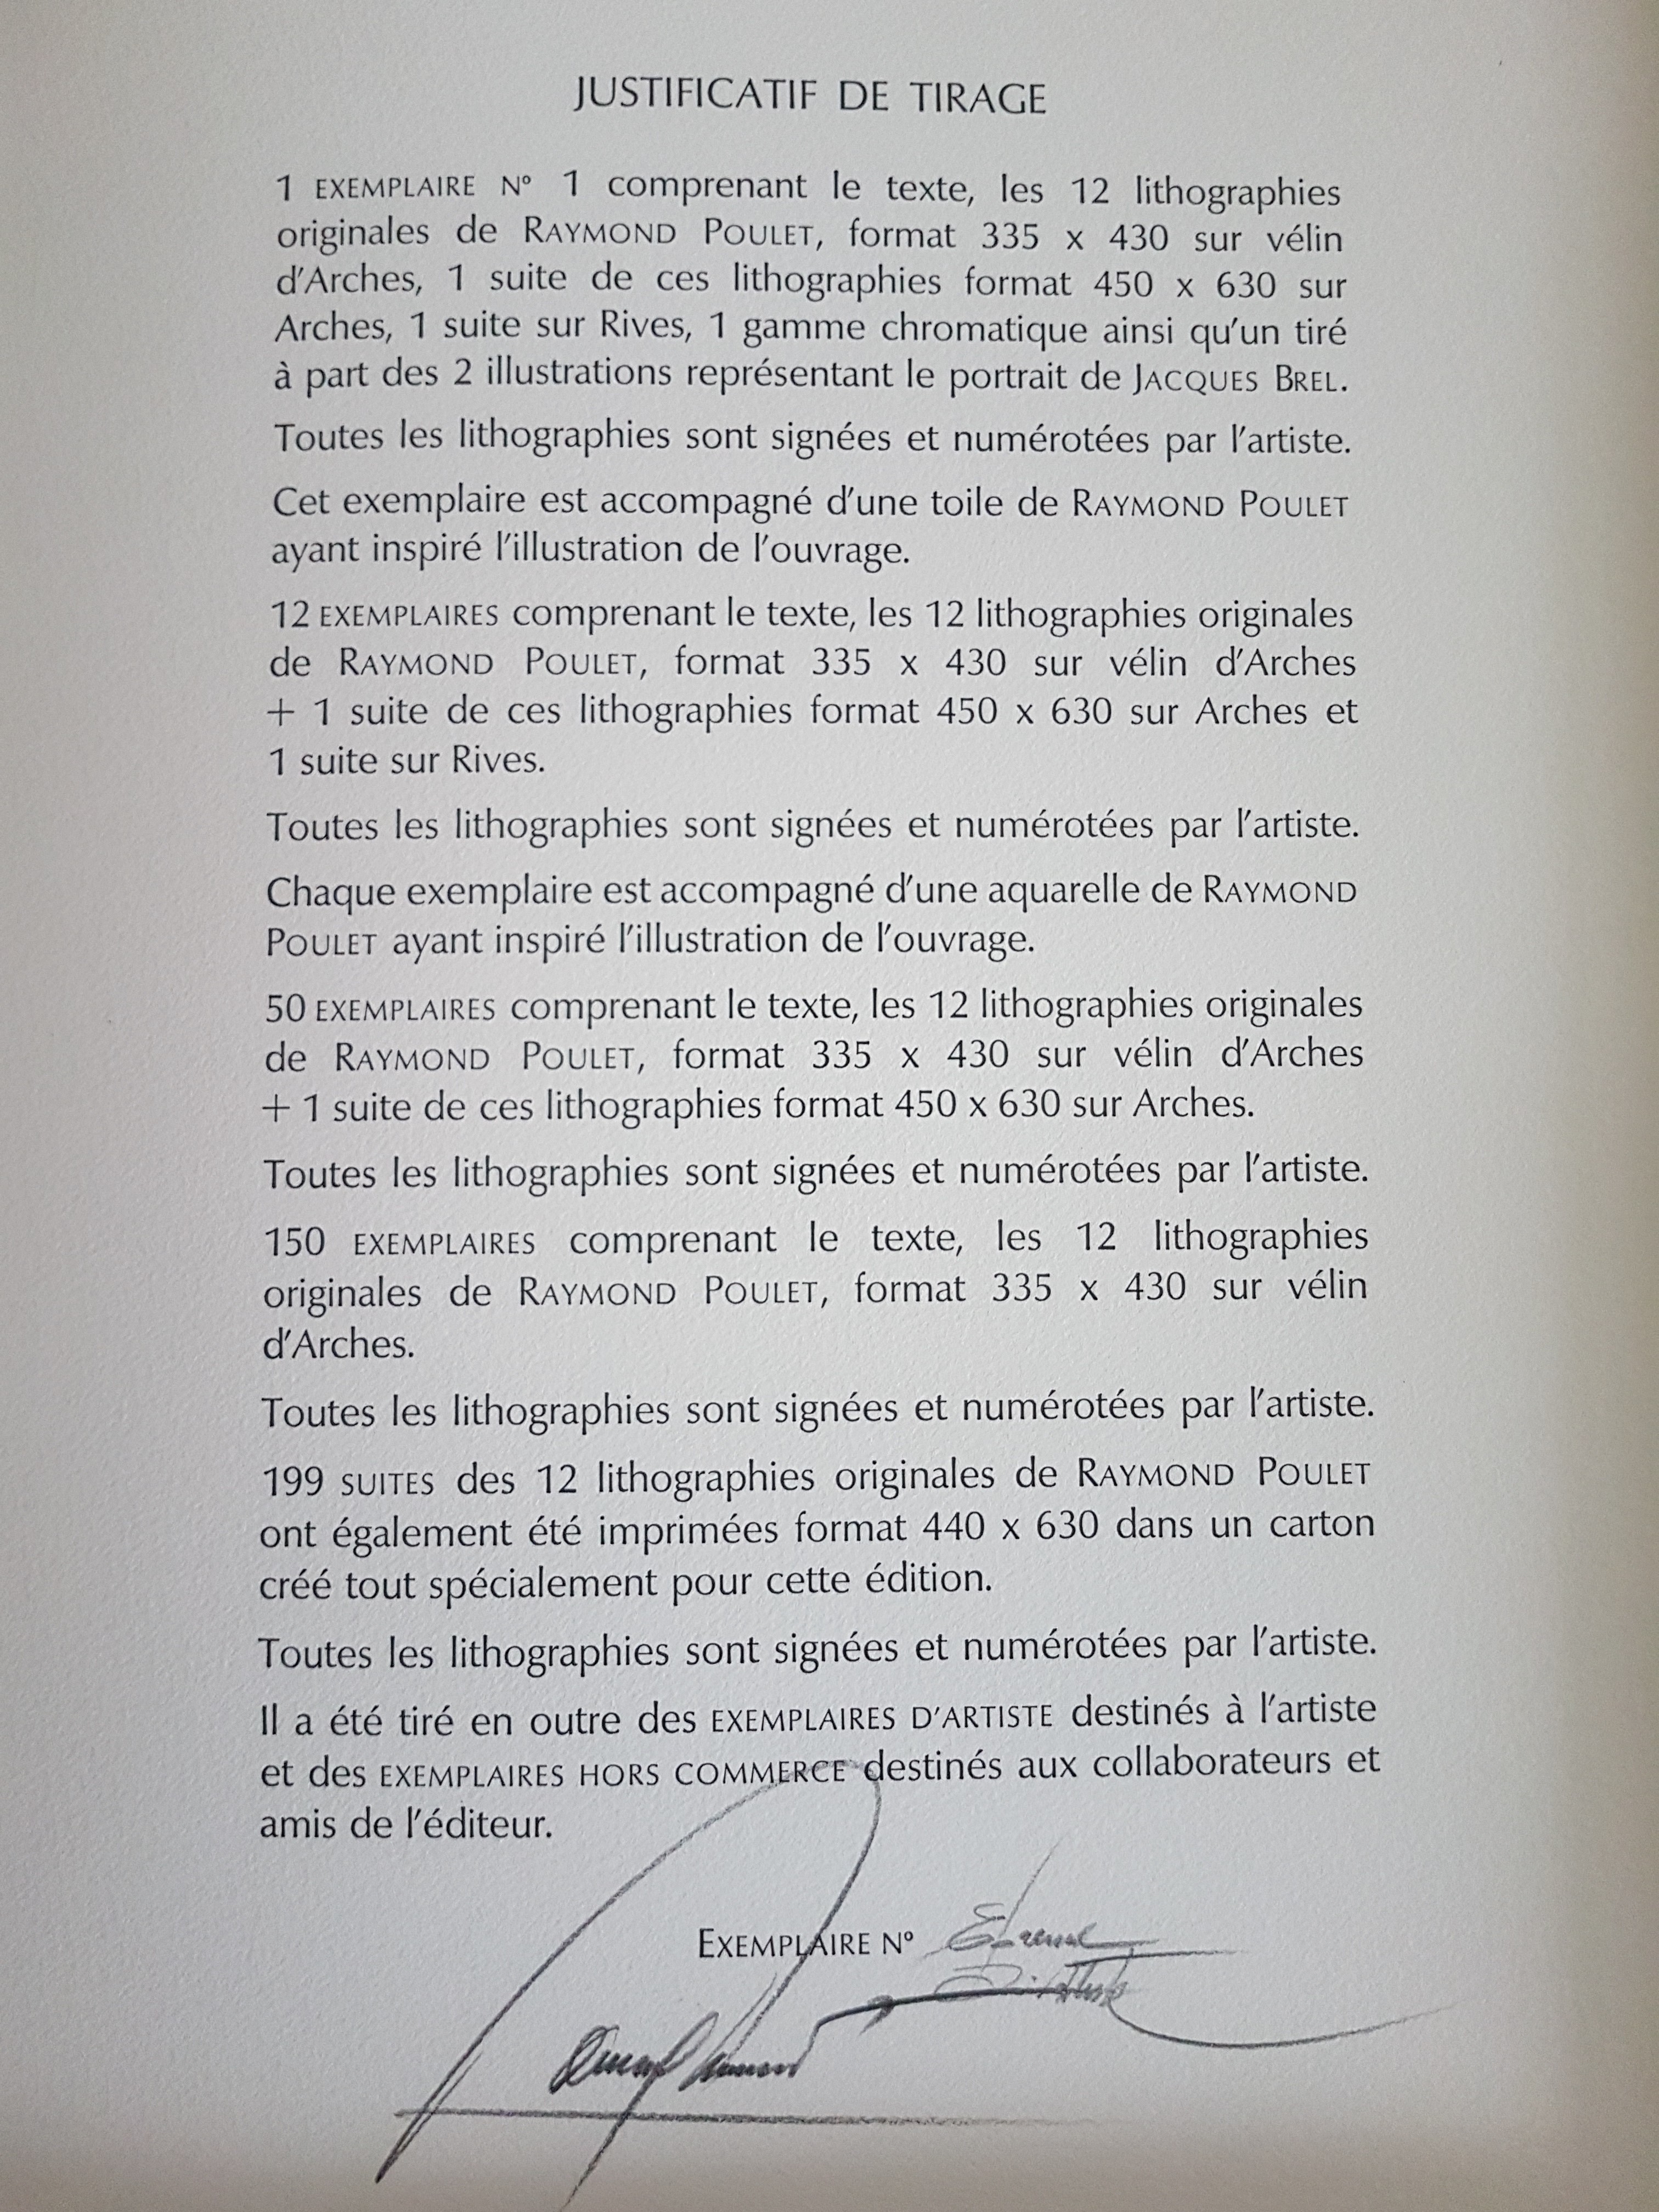 JUSTIFICATIF DE TIRAGE
1 EXEMPLAIRE Nº 1 comprenant le texte, les 12 lithographies
originales de RAYMOND POULET, format 335 x 430 sur vélin
d'Arches, 1 suite de ces lithographies format 450 x 630 sur
Arches, 1 suite sur Rives, 1 gamme chromatique ainsi qu'un tiré
à part des 2 illustrations représentant le portrait de JACQUES BREL.
Toutes les lithographies sont signées et numérotées par l'artiste.
Cet exemplaire est accompagné d'une toile de RAYMOND POULET
ayant inspiré l'illustration de l'ouvrage.
12 EXEMPLAIRES comprenant le texte, les 12 lithographies originales
de RAYMOND POULET, format 335 x 430 sur vélin d'Arches
+ 1 suite de ces lithographies format 450 x 630 sur Arches et
1 suite sur Rives.
Toutes les lithographies sont signées et numérotées par l'artiste.
Chaque exemplaire est accompagné d'une aquarelle de RAYMOND
POULET ayant inspiré l'illustration de l'ouvrage.
50 EXEMPLAIRES comprenant le texte, les 12 lithographies originales
de RAYMOND POULET, format 335 x 430 sur vélin d'Arches
+ 1 suite de ces lithographies format 450 x 630 sur Arches.
Toutes les lithographies sont signées et numérotées par l'artiste.
150 EXEMPLAIRES comprenant le texte, les 12 lithographies
originales de RAYMOND POULET, format 335 x 430 sur vélin
d'Arches.
Toutes les lithographies sont signées et numérotées par l'artiste.
199 SUITES des 12 lithographies originales de RAYMOND POULET
ont également été imprimées format 440 x 630 dans un carton
créé tout spécialement pour cette édition.
Toutes les lithographies sont signées et numérotées par l'artiste.
Il a été tiré en outre des EXEMPLAIRES D'ARTISTE destinés à l'artiste
et des EXEMPLAIRES HORS COMMERCE destinés aux collaborateurs et
amis de l'éditeur.
EXEMPLAIRE Nº